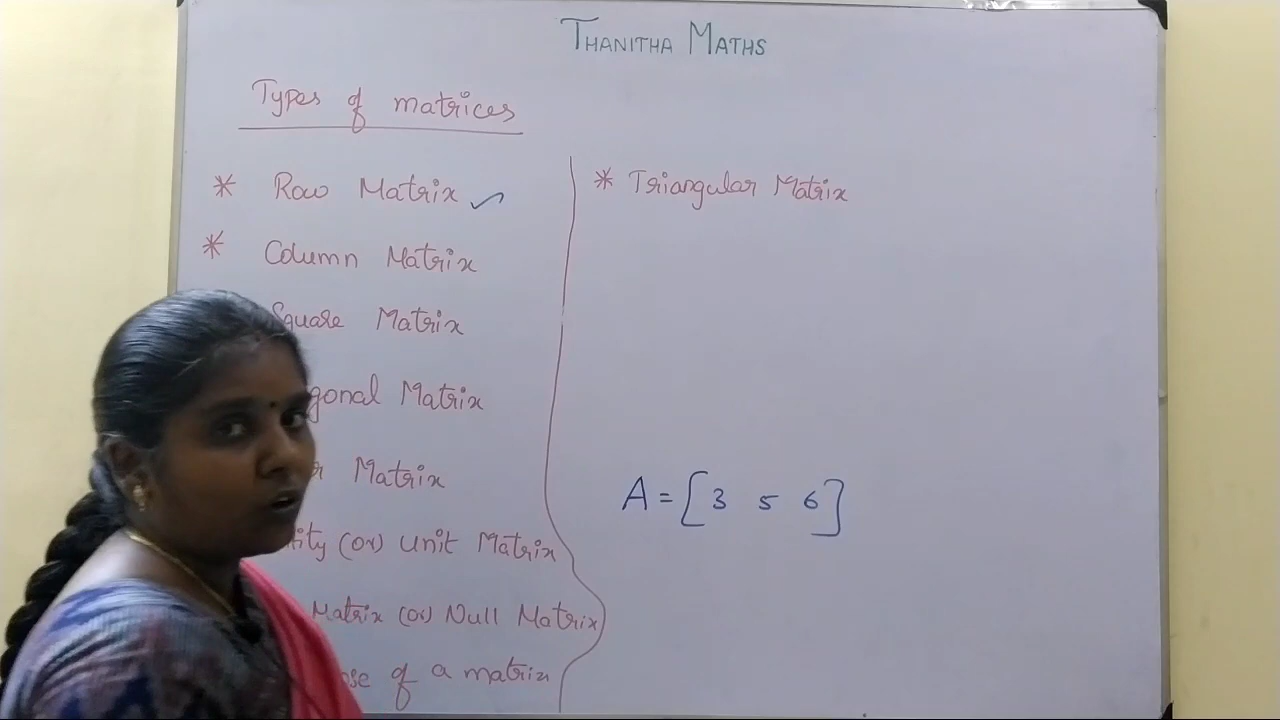 THANITHA MATHS
Types of matrices
* Row Matrix ✓
* Column Matrix
Square Matrix
gonal Matrix
Matrix
ity (or) unit Matrix
Matrix (or) Null Matrix
ose of a matrix
* Triangular Matrix
A = [3 5 6]